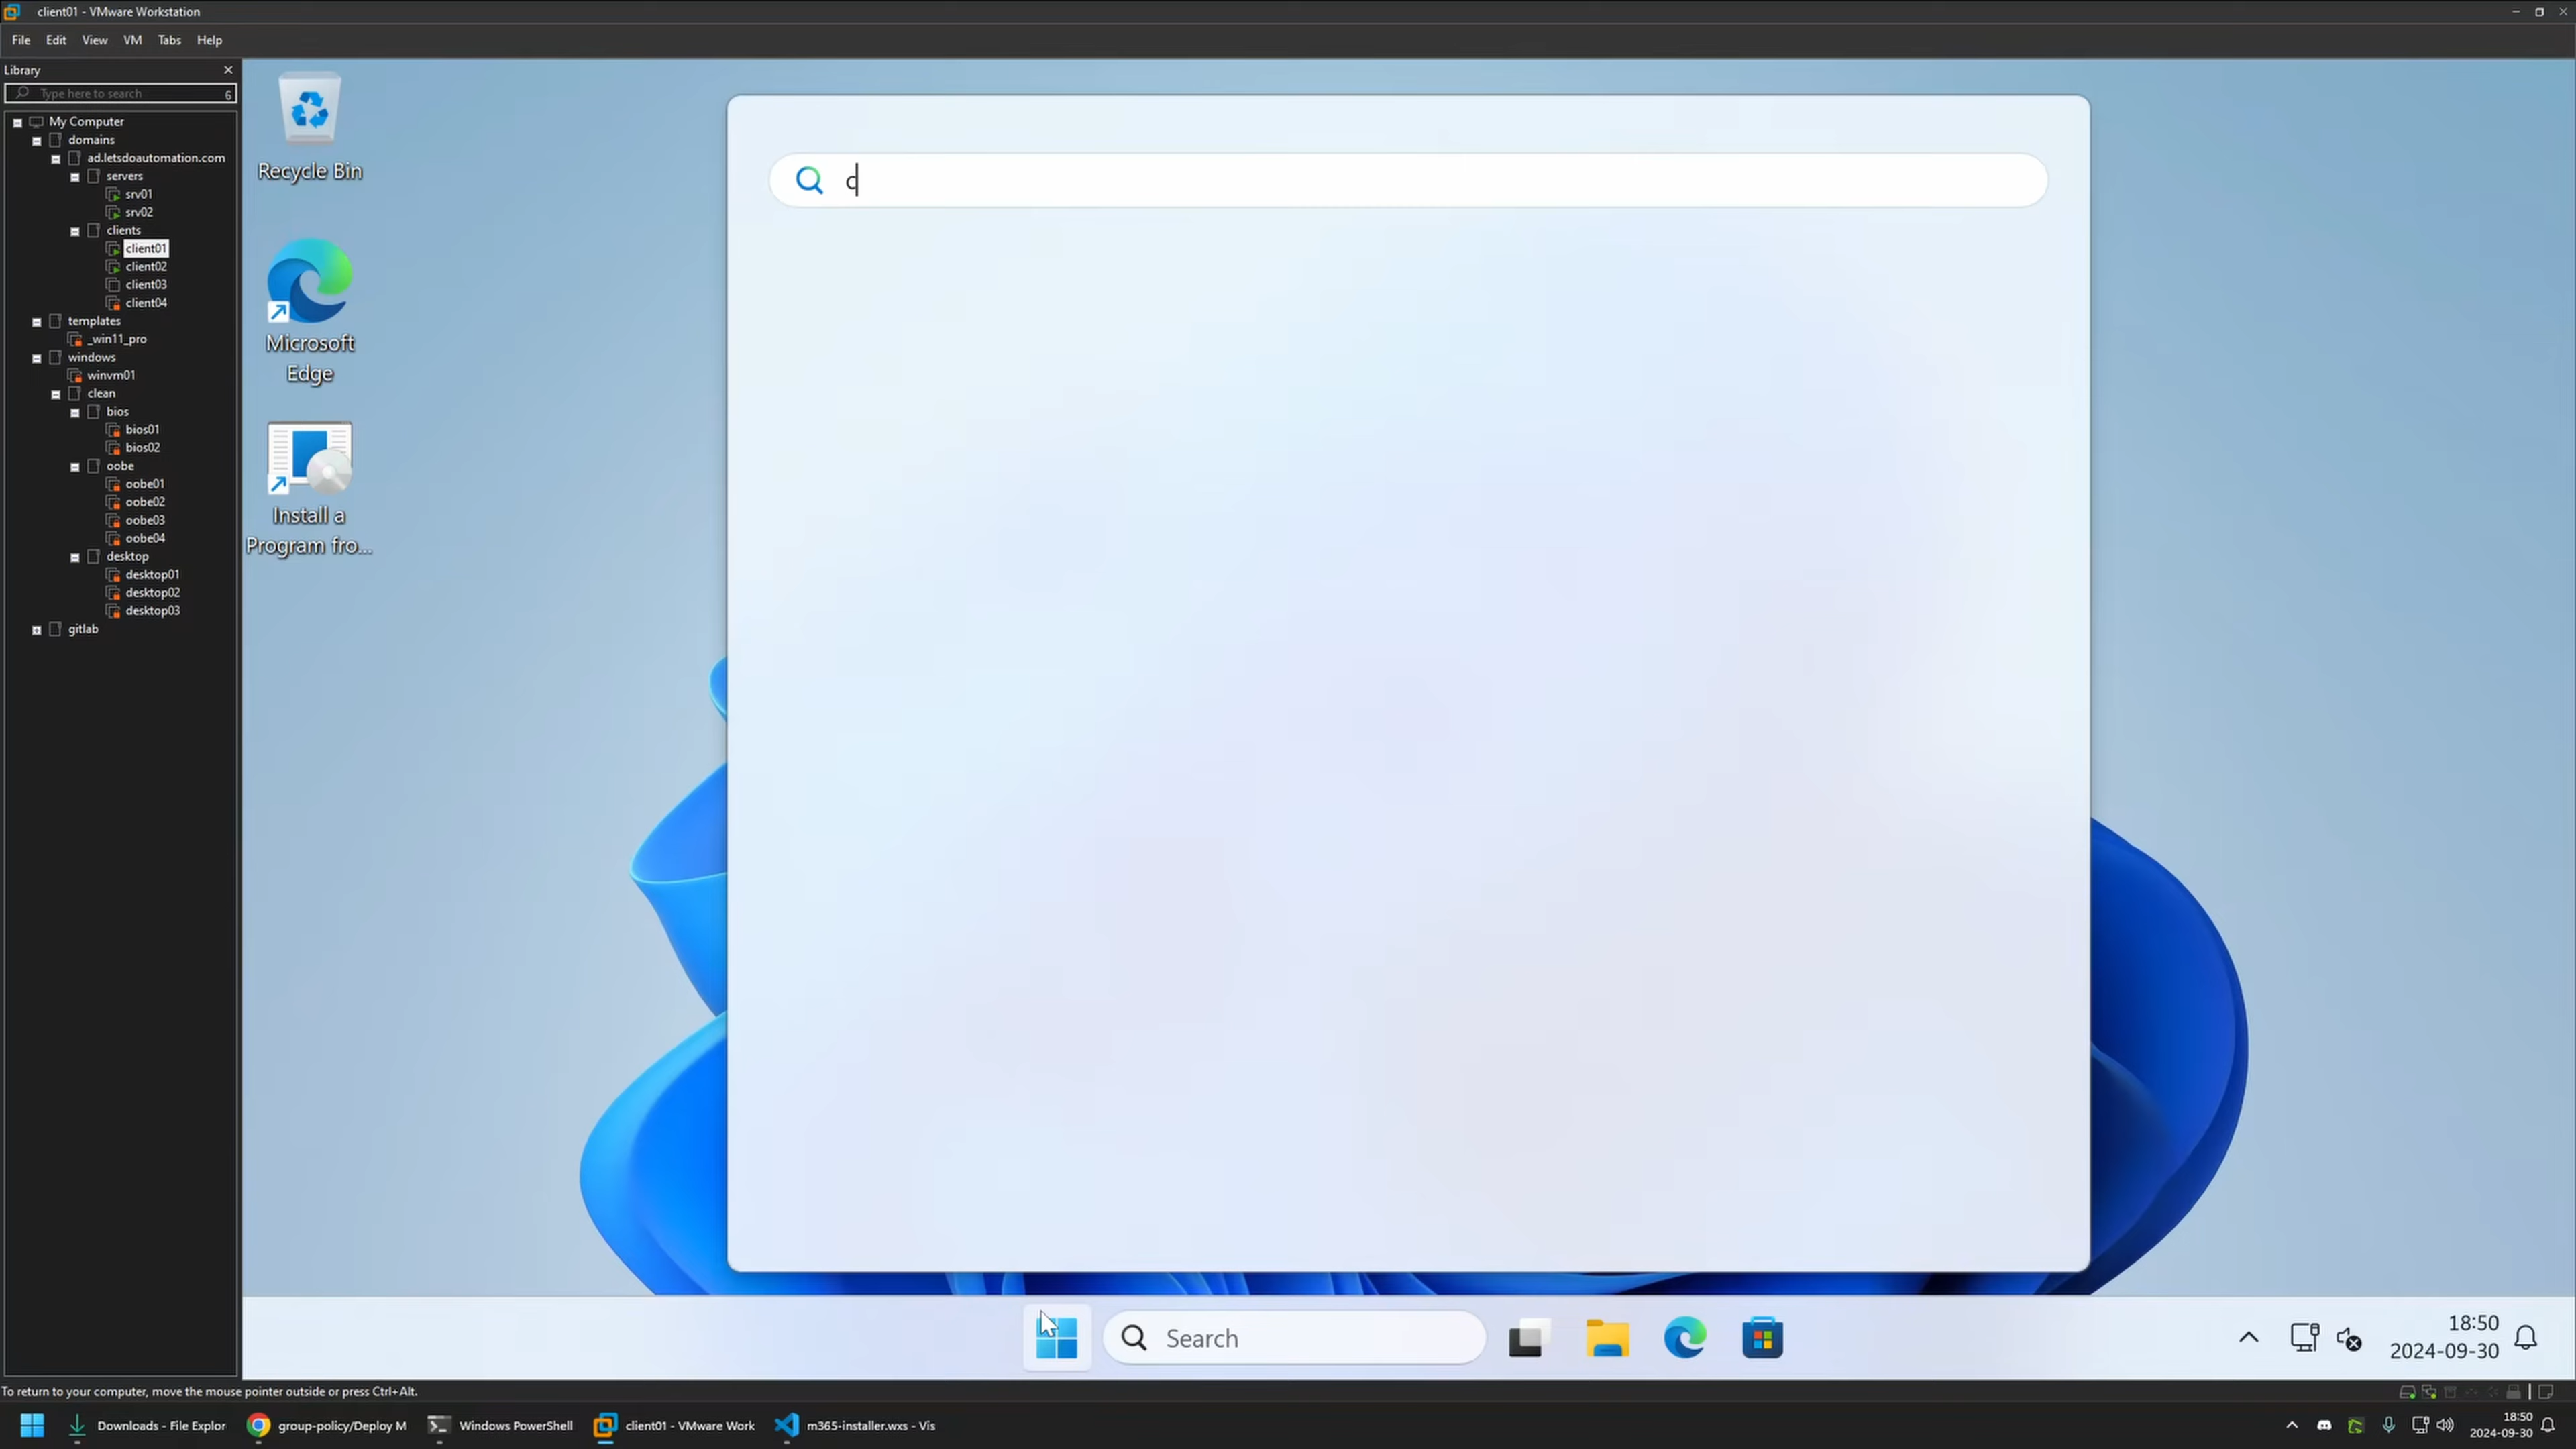 client01 - VMware Workstation
File Edit View VM Tabs Help
Library
Type here to search 6
My Computer
domains
ad.letsdoautomation.com
servers
srv01
srv02
clients
client01
client02
client03
client04
templates
_win11_pro
windows
winvm01
clean
bios
bios01
bios02
oobe
oobe01
oobe02
oobe03
oobe04
desktop
desktop01
desktop02
desktop03
gitlab
Recycle Bin
Microsoft
Edge
Install a
Program fro...
c
Search
18:50
2024-09-30
To return to your computer, move the mouse pointer outside or press Ctrl+Alt.
Downloads - File Explor
group-policy/Deploy M
Windows PowerShell
client01 - VMware Work
m365-installer.wxs - Vis
18:50
2024-09-30